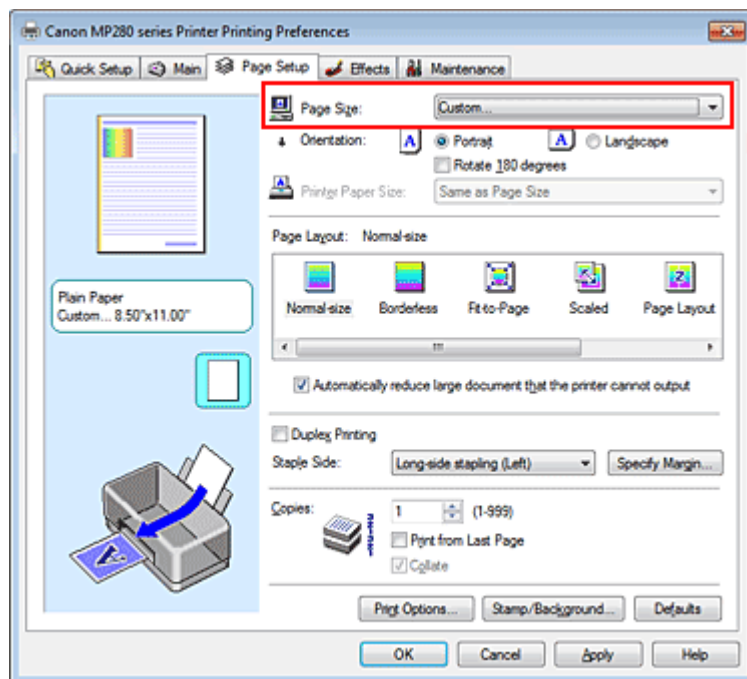 Canon MP280 series Printer Printing Preferences
Quick Setup Main Page Setup Effects Maintenance
Page Size: Custom...
Orientation: A Portrait A Landscape
Rotate 180 degrees
Printer Paper Size: Same as Page Size
Page Layout: Normal-size
Normal-size Borderless Fit-to-Page Scaled Page Layout
Automatically reduce large document that the printer cannot output
Plain Paper
Custom... 8.50"x11.00"
Duplex Printing
Staple Side: Long-side stapling (Left) Specify Margin...
Copies: 1 (1-999)
Print from Last Page
Collate
Print Options... Stamp/Background... Defaults
OK Cancel Apply Help